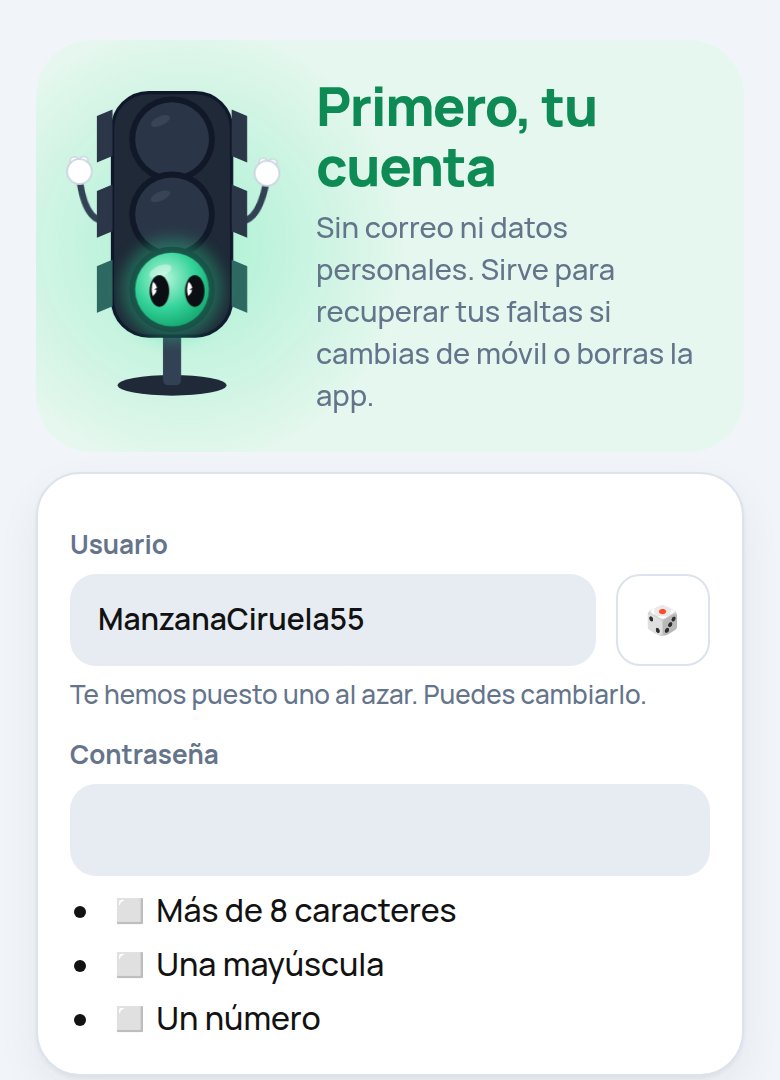 Primero, tu
cuenta
Sin correo ni datos
personales. Sirve para
recuperar tus faltas si
cambias de móvil o borras la
app.
Usuario
ManzanaCiruela55
Te hemos puesto uno al azar. Puedes cambiarlo.
Contraseña
Más de 8 caracteres
Una mayúscula
Un número